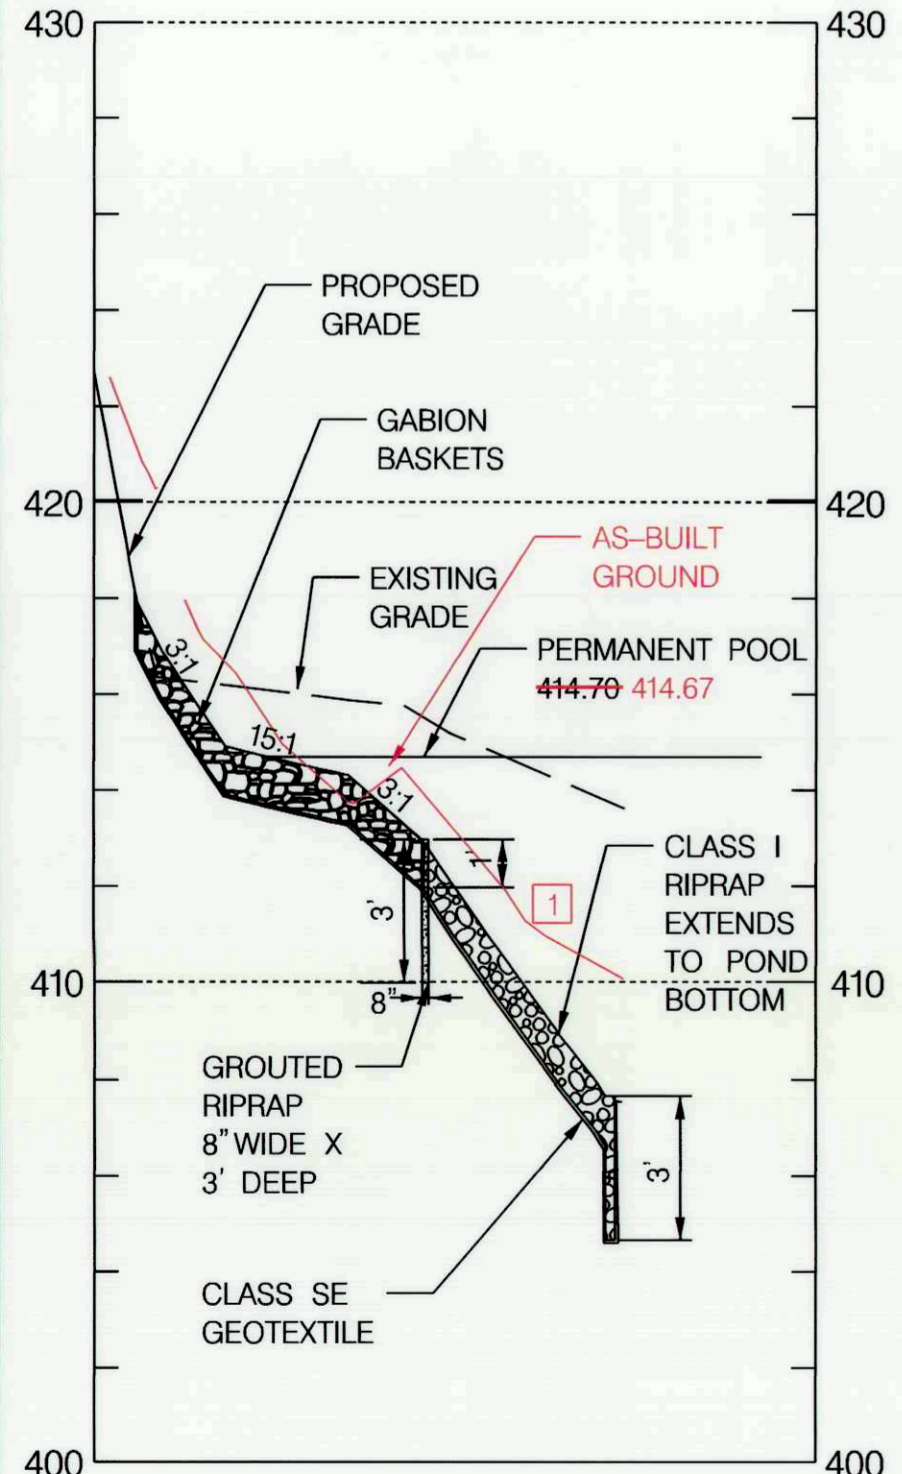 430
430
PROPOSED
GRADE
GABION
BASKETS
420
420
AS-BUILT
GROUND
EXISTING
GRADE
PERMANENT POOL
414.70 414.67
3:1
15:1
3:1
1'
CLASS I
RIPRAP
EXTENDS
TO POND
BOTTOM
1
3'
410
410
8"
GROUTED
RIPRAP
8" WIDE X
3' DEEP
3'
CLASS SE
GEOTEXTILE
400
400